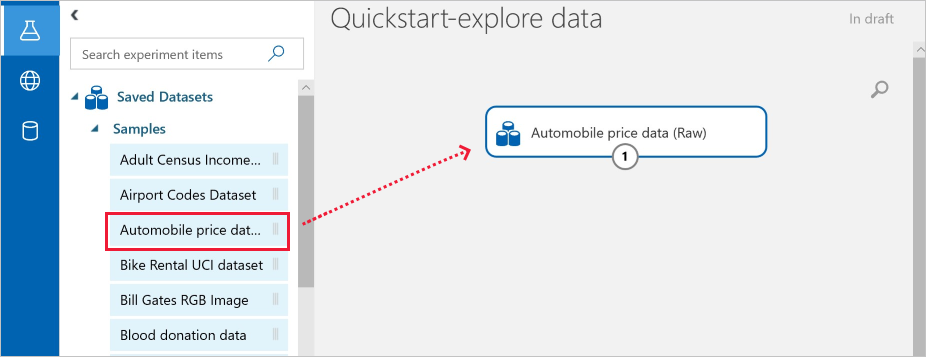 Quickstart-explore data
In draft
Search experiment items
Saved Datasets
Samples
Adult Census Income...
Airport Codes Dataset
Automobile price dat...
Bike Rental UCI dataset
Bill Gates RGB Image
Blood donation data
Automobile price data (Raw)
1